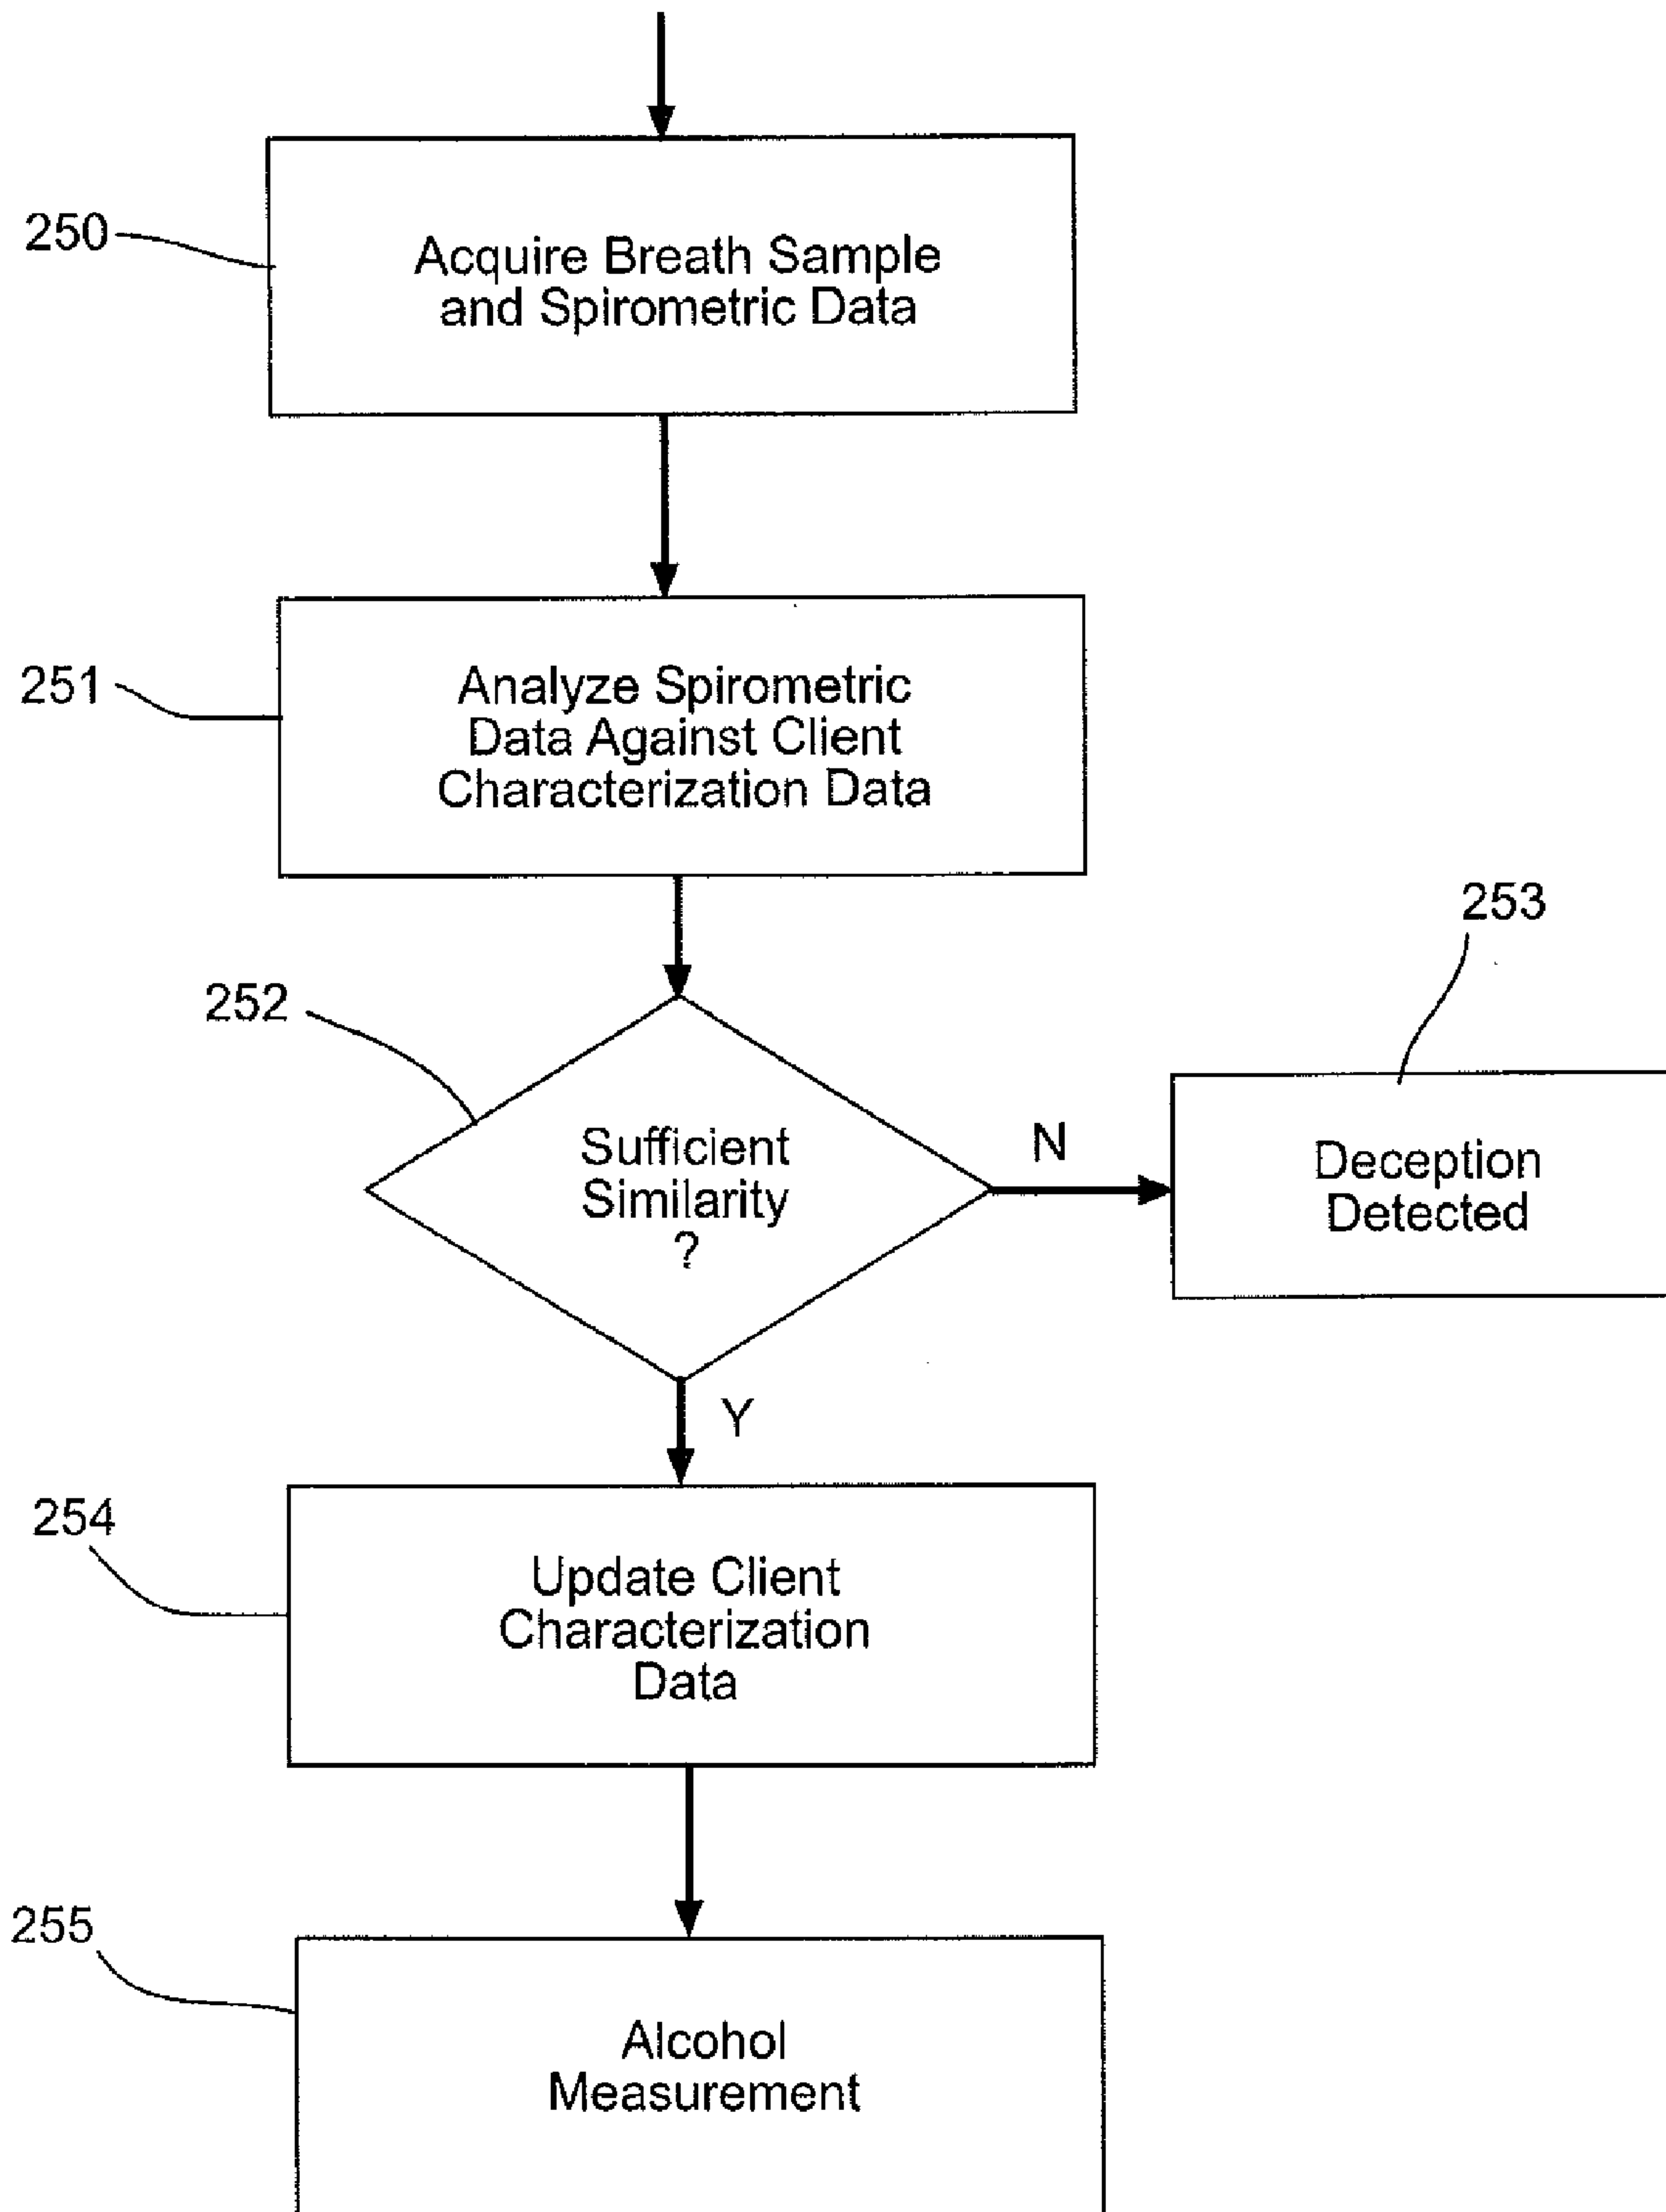 250
Acquire Breath Sample
and Spirometric Data
251
Analyze Spirometric
Data Against Client
Characterization Data
253
252
Sufficient
Similarity
?
N
Deception
Detected
Y
254
Update Client
Characterization
Data
255
Alcohol
Measurement